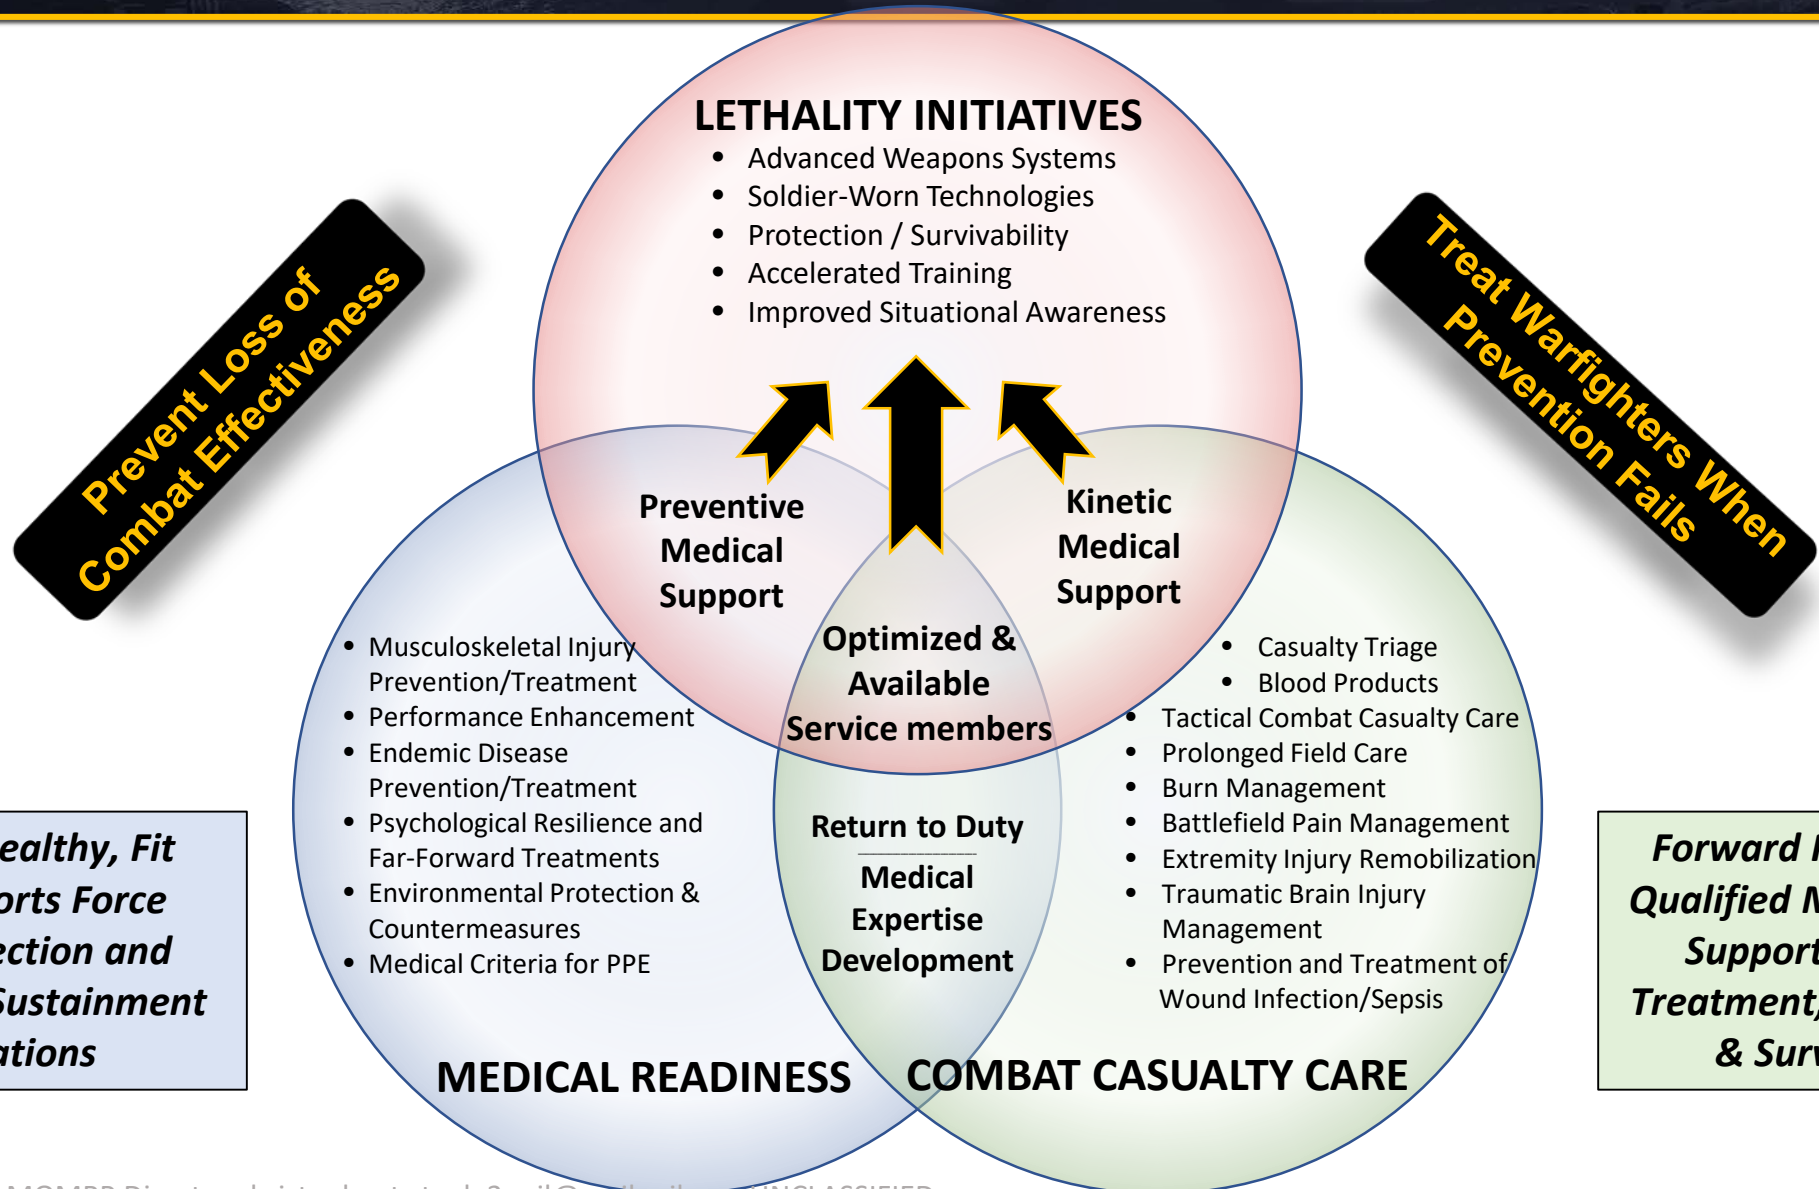 LETHALITY INITIATIVES
• Advanced Weapons Systems
• Soldier-Worn Technologies
• Protection / Survivability
• Accelerated Training
• Improved Situational Awareness
Prevent Loss of
Combat Effectiveness
Treat Warfighters When
Prevention Fails
Preventive
Medical
Support
Kinetic
Medical
Support
Optimized &
Available
Service members
• Musculoskeletal Injury
Prevention/Treatment
• Performance Enhancement
• Endemic Disease
Prevention/Treatment
• Psychological Resilience and
Far-Forward Treatments
• Environmental Protection &
Countermeasures
• Medical Criteria for PPE
Return to Duty
Medical
Expertise
Development
• Casualty Triage
• Blood Products
• Tactical Combat Casualty Care
• Prolonged Field Care
• Burn Management
• Battlefield Pain Management
• Extremity Injury Remobilization
• Traumatic Brain Injury
Management
• Prevention and Treatment of
Wound Infection/Sepsis
MEDICAL READINESS
COMBAT CASUALTY CARE
ealthy, Fit
orts Force
ection and
Sustainment
ations
Forward
Qualified
Support
Treatment,
& Surv